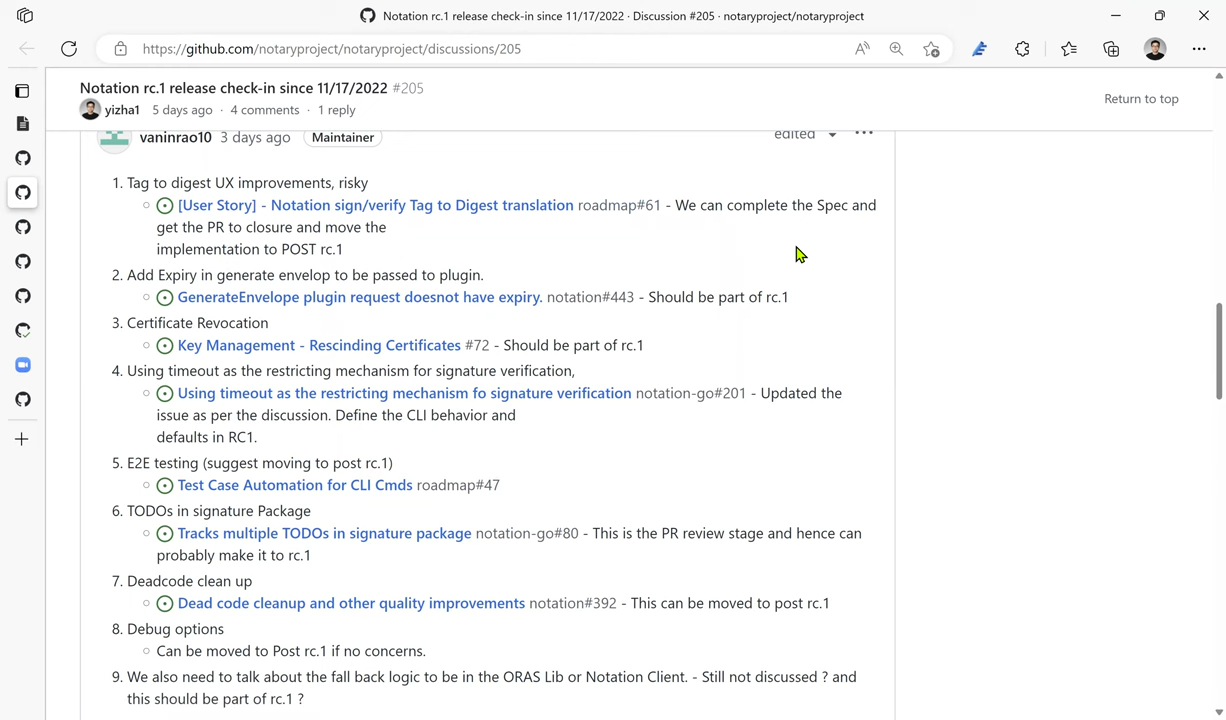 Notation rc.1 release check-in since 11/17/2022 · Discussion #205 · notaryproject/notaryproject
https://github.com/notaryproject/notaryproject/discussions/205
Notation rc.1 release check-in since 11/17/2022 #205
yizha1 5 days ago · 4 comments · 1 reply
Return to top
vaninrao10 3 days ago Maintainer edited
1. Tag to digest UX improvements, risky
[User Story] - Notation sign/verify Tag to Digest translation roadmap#61 - We can complete the Spec and
get the PR to closure and move the
implementation to POST rc.1
2. Add Expiry in generate envelop to be passed to plugin.
GenerateEnvelope plugin request doesnot have expiry. notation#443 - Should be part of rc.1
3. Certificate Revocation
Key Management - Rescinding Certificates #72 - Should be part of rc.1
4. Using timeout as the restricting mechanism for signature verification,
Using timeout as the restricting mechanism fo signature verification notation-go#201 - Updated the
issue as per the discussion. Define the CLI behavior and
defaults in RC1.
5. E2E testing (suggest moving to post rc.1)
Test Case Automation for CLI Cmds roadmap#47
6. TODOs in signature Package
Tracks multiple TODOs in signature package notation-go#80 - This is the PR review stage and hence can
probably make it to rc.1
7. Deadcode clean up
Dead code cleanup and other quality improvements notation#392 - This can be moved to post rc.1
8. Debug options
Can be moved to Post rc.1 if no concerns.
9. We also need to talk about the fall back logic to be in the ORAS Lib or Notation Client. - Still not discussed ? and
this should be part of rc.1 ?